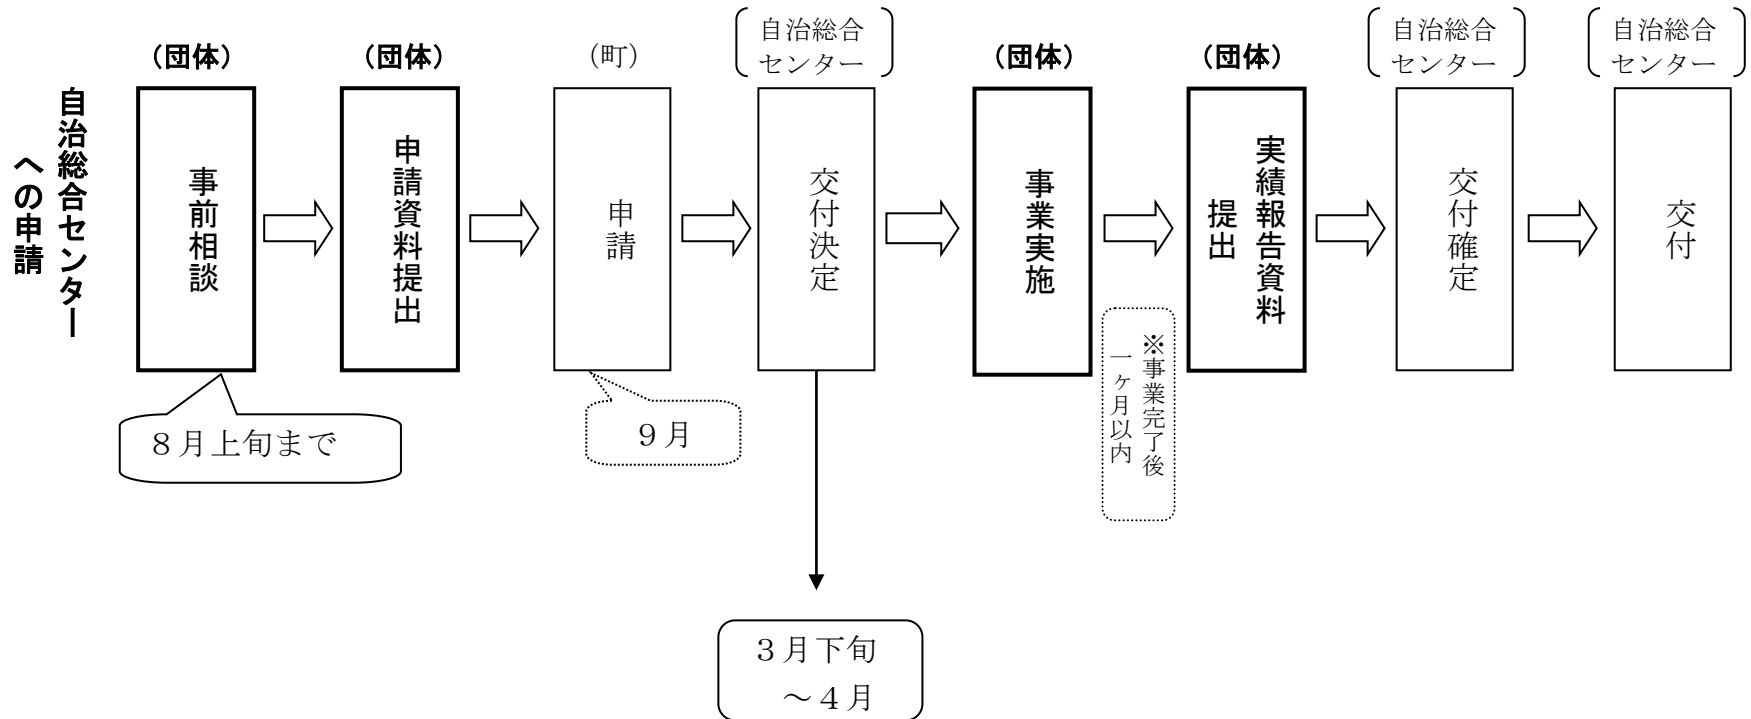 自治総合センター
への申請
（団体）
事前相談
８月上旬まで
（団体）
申請資料提出
（町）
申請
９月
自治総合
センター
交付決定
３月下旬
～４月
（団体）
事業実施
※事業完了後
一ヶ月以内
（団体）
実績報告資料
提出
自治総合
センター
交付確定
自治総合
センター
交付